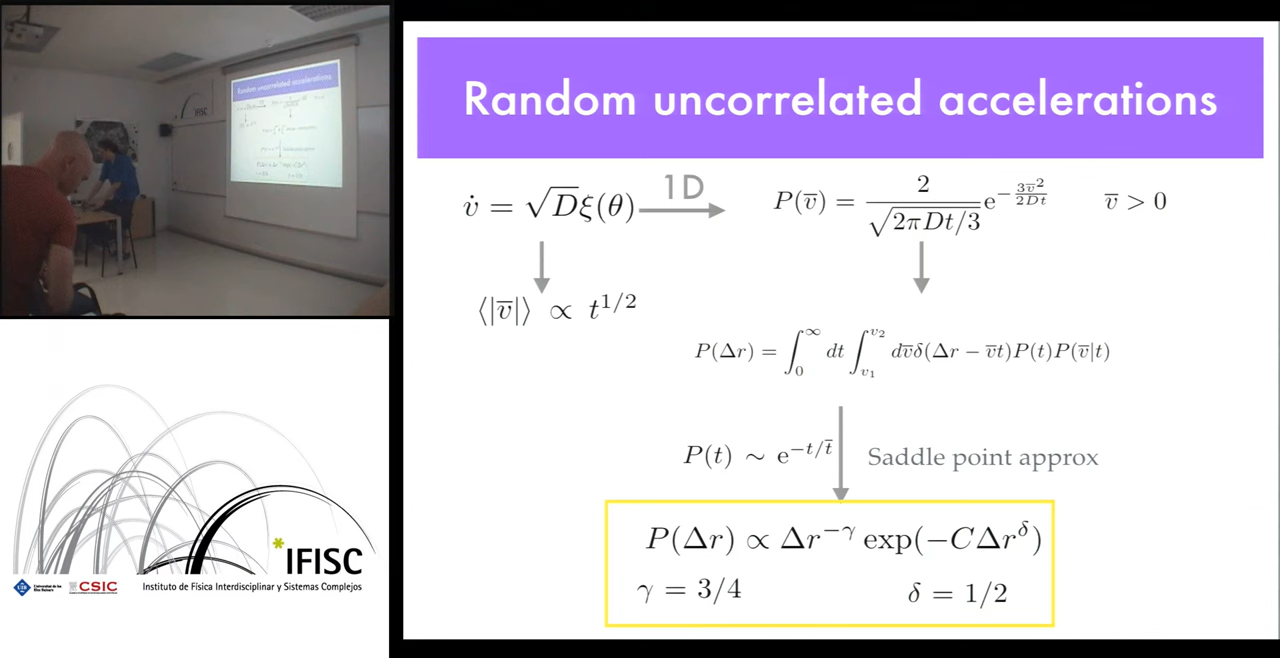 Random uncorrelated accelerations
v̇ = √D ξ(θ)
1D
P(v̅) = 2/√(2πDt/3) e^{−3v̅²/2Dt}   v̅ > 0
⟨|v̅|⟩ ∝ t^{1/2}
P(Δr) = ∫_0^∞ dt ∫_{v₁}^{v₂} dv̅ δ(Δr − v̅t)P(t)P(v̅|t)
P(t) ∼ e^{−t/t̅}
Saddle point approx
P(Δr) ∝ Δr^{−γ} exp(−CΔr^δ)
γ = 3/4   δ = 1/2
IFISC
CSIC
Instituto de Física Interdisciplinar y Sistemas Complejos